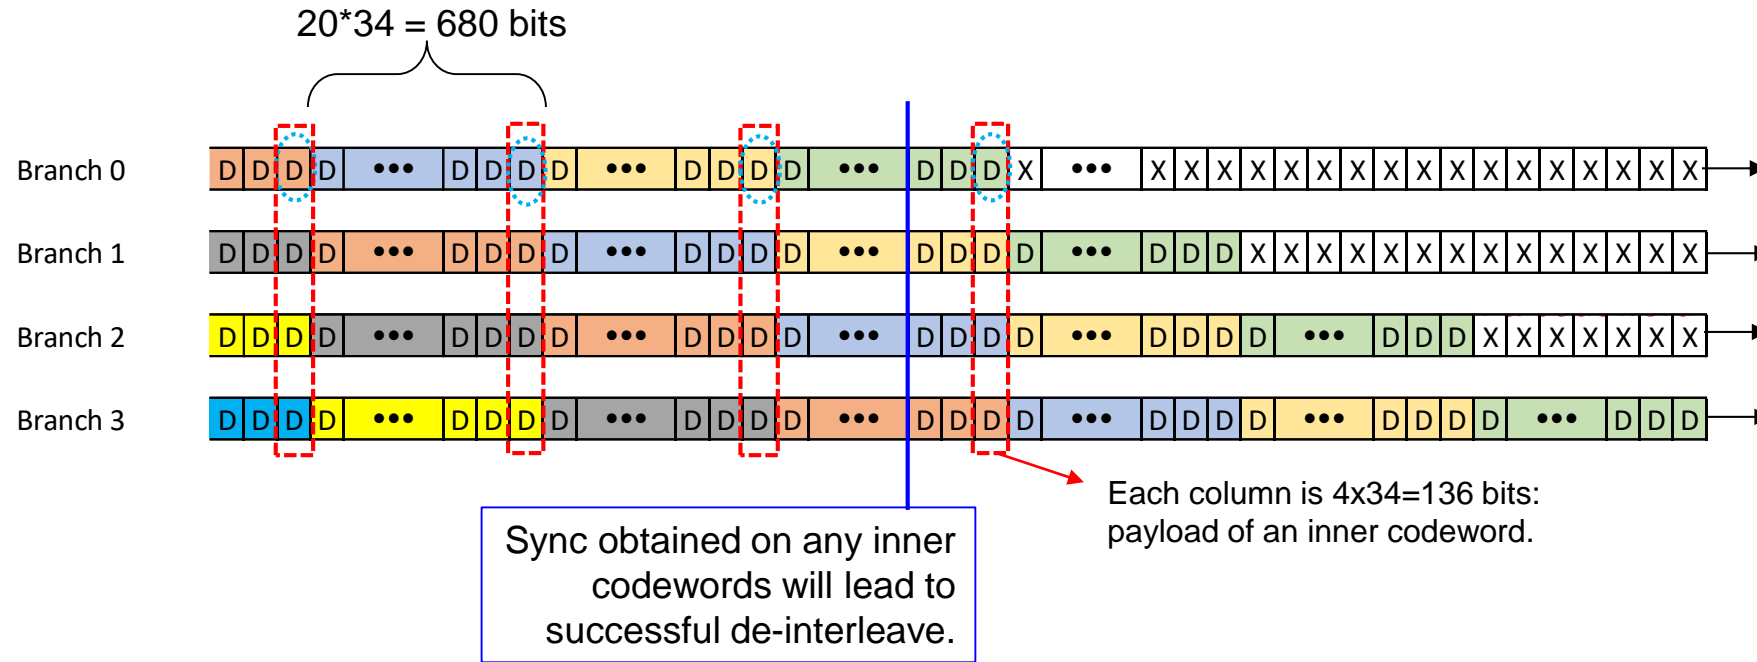 20*34 = 680 bits
Branch 0 D D D D ••• D D D D ••• D D D D ••• D D D X ••• X X X X X X X X X X X X X X X X X
Branch 1 D D D D ••• D D D D ••• D D D D ••• D D D D ••• D D D X X X X X X X X X X X X X X
Branch 2 D D D D ••• D D D D ••• D D D D ••• D D D D ••• D D D D ••• D D D X X X X X X X
Branch 3 D D D D ••• D D D D ••• D D D D ••• D D D D ••• D D D D ••• D D D D ••• D D D
Each column is 4x34=136 bits:
payload of an inner codeword.
Sync obtained on any inner
codewords will lead to
successful de-interleave.